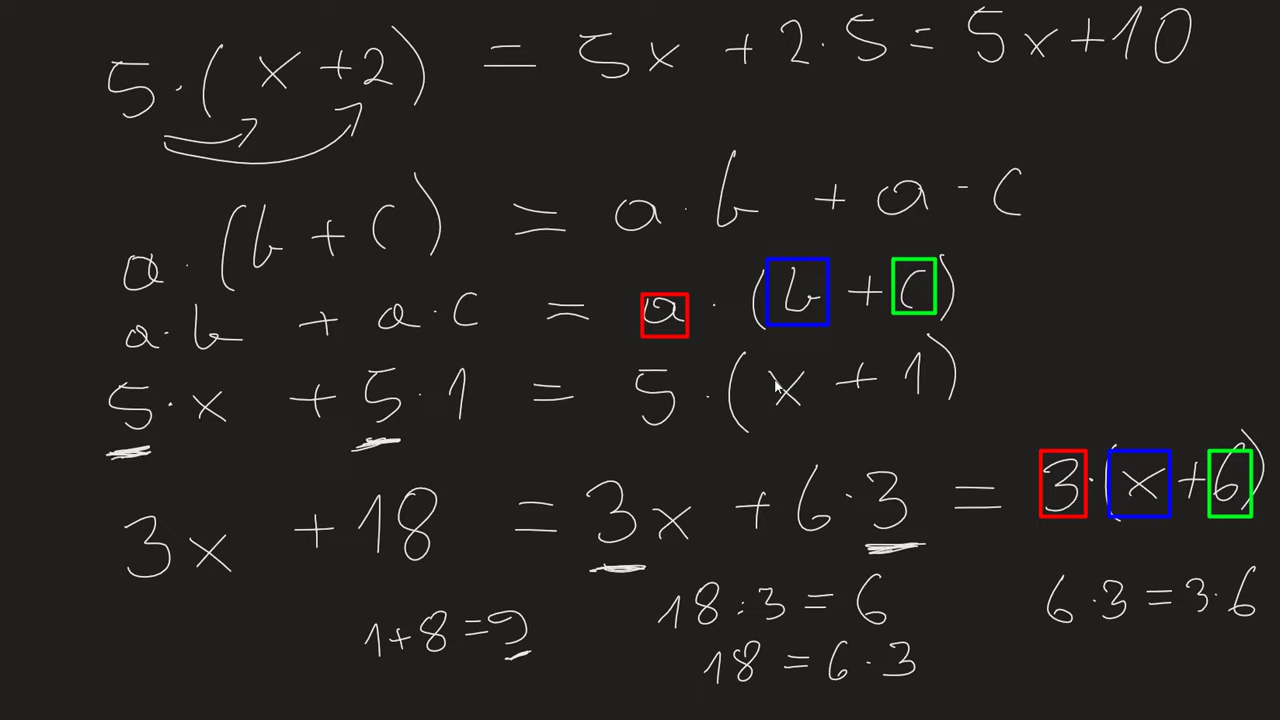 5·(x+2) = 5x + 2·5 = 5x+10
a·(b+c) = a·b + a·c
a·b + a·c = a·(b+c)
5·x + 5·1 = 5·(x+1)
3x +18 = 3x + 6·3 = 3·(x+6)
1+8=9
18:3=6
6·3=3·6
18=6·3